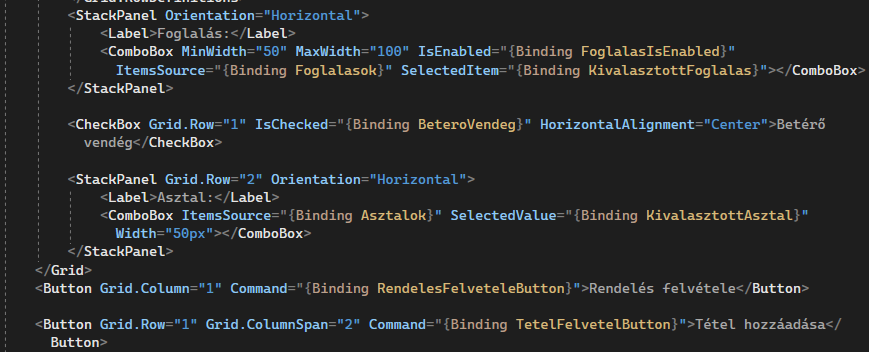 <StackPanel Orientation="Horizontal">
<Label>Foglalás:</Label>
<ComboBox MinWidth="50" MaxWidth="100" IsEnabled="{Binding FoglalasIsEnabled}"
ItemsSource="{Binding Foglalasok}" SelectedItem="{Binding KivalasztottFoglalas}"></ComboBox>
</StackPanel>
<CheckBox Grid.Row="1" IsChecked="{Binding BeteroVendeg}" HorizontalAlignment="Center">Betérő
vendég</CheckBox>
<StackPanel Grid.Row="2" Orientation="Horizontal">
<Label>Asztal:</Label>
<ComboBox ItemsSource="{Binding Asztalok}" SelectedValue="{Binding KivalasztottAsztal}"
Width="50px"></ComboBox>
</StackPanel>
</Grid>
<Button Grid.Column="1" Command="{Binding RendelesFelveteleButton}">Rendelés felvétele</Button>
<Button Grid.Row="1" Grid.ColumnSpan="2" Command="{Binding TetelFelvetelButton}">Tétel hozzáadása</
Button>